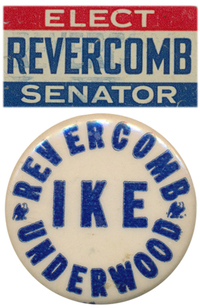 ELECT
REVERCOMB
SENATOR
REVERCOMB
IKE
UNDERWOOD